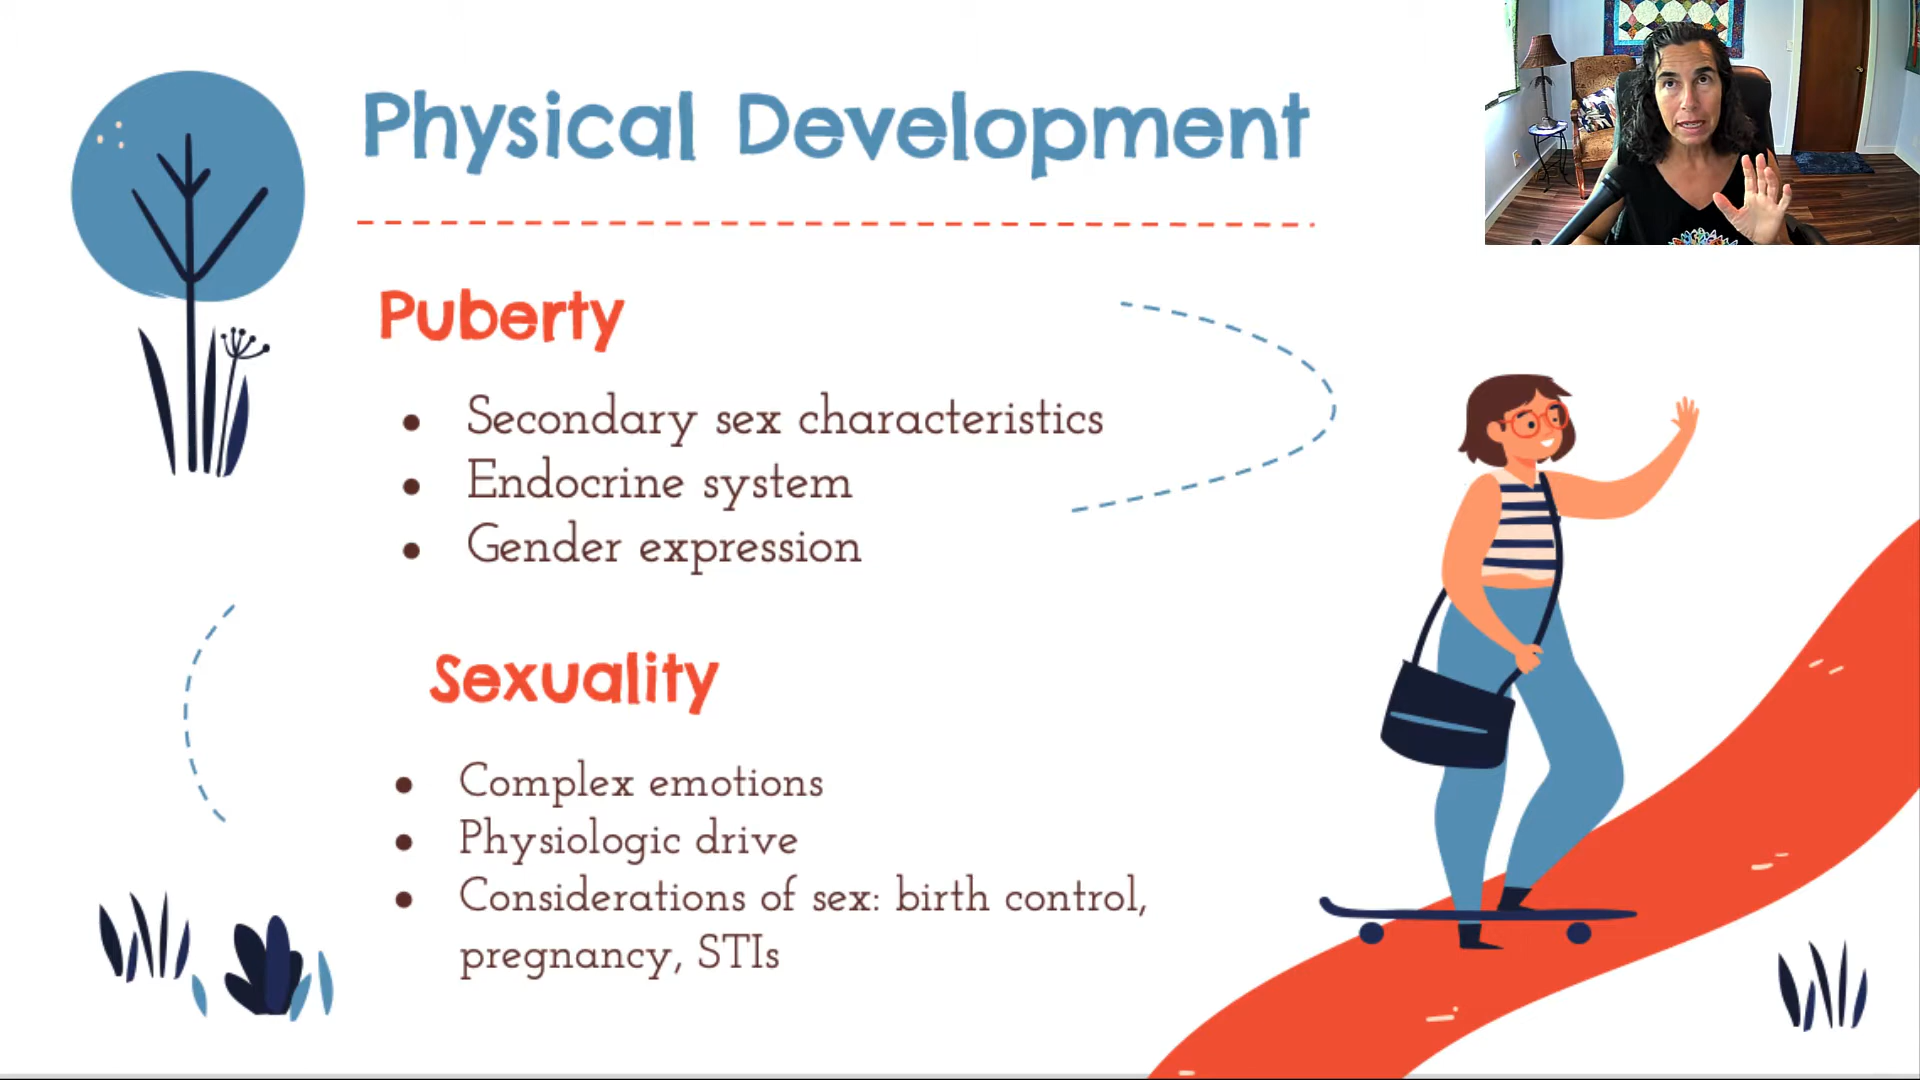 Physical Development
Puberty
Secondary sex characteristics
Endocrine system
Gender expression
Sexuality
Complex emotions
Physiologic drive
Considerations of sex: birth control,
pregnancy, STIs